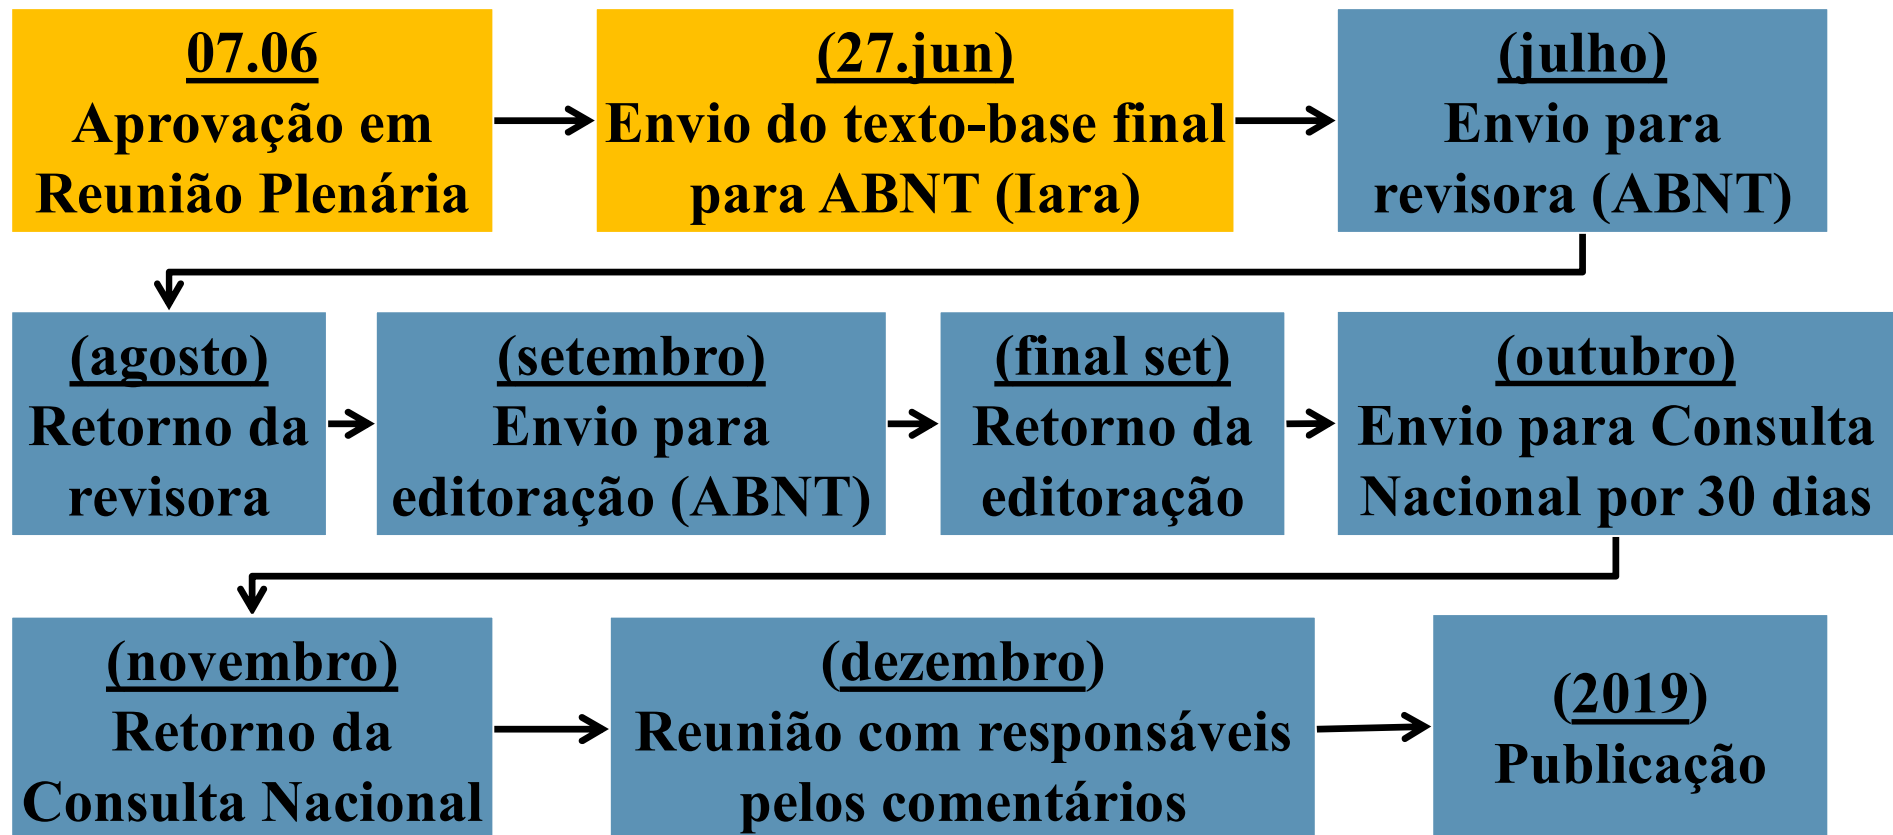 07.06
Aprovação em
Reunião Plenária
(27.jun)
Envio do texto-base final
para ABNT (Iara)
(julho)
Envio para
revisora (ABNT)
(agosto)
Retorno da
revisora
(setembro)
Envio para
editoração (ABNT)
(final set)
Retorno da
editoração
(outubro)
Envio para Consulta
Nacional por 30 dias
(novembro)
Retorno da
Consulta Nacional
(dezembro)
Reunião com responsáveis
pelos comentários
(2019)
Publicação